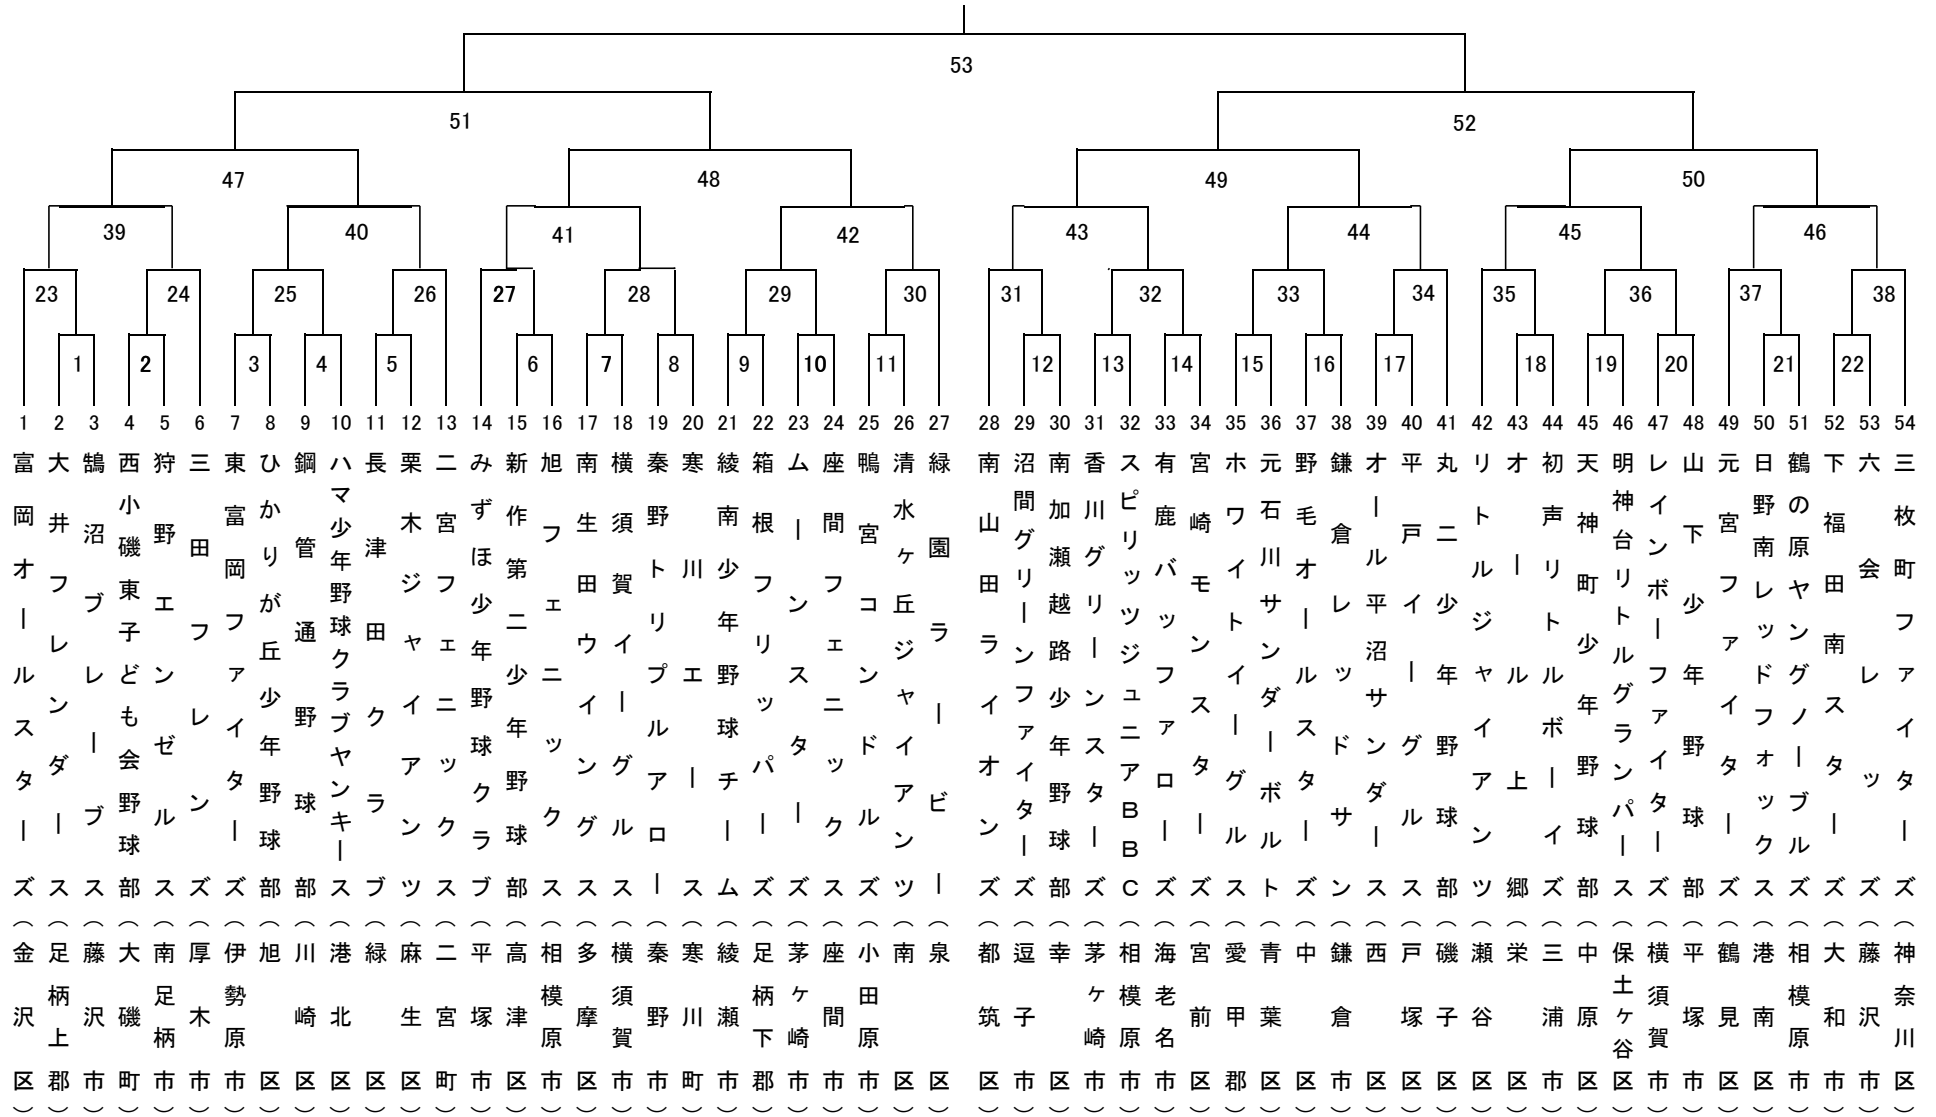 53
51
52
47
48
49
50
39
40
41
42
43
44
45
46
23
24
25
26
27
28
29
30
31
32
33
34
35
36
37
38
1
2
3
4
5
6
7
8
9
10
11
12
13
14
15
16
17
18
19
20
21
22
1 富岡オールスターズ（金沢区）
2 大井フレンダース（足柄上郡）
3 鵠沼ブレーブス（藤沢市）
4 西小磯東子ども会野球部（大磯町）
5 狩野エンゼルス（南足柄市）
6 三田フレンズ（厚木市）
7 東富岡ファイターズ（伊勢原市）
8 ひかりが丘少年野球部（旭区）
9 鋼管通野球部（川崎区）
10 ハマ少年野球クラブヤンキース（港北区）
11 長津田クラブ（緑区）
12 栗木ジャイアンツ（麻生区）
13 二宮フェニックス（二宮町）
14 みずほ少年野球クラブ（平塚市）
15 新作第二少年野球部（高津区）
16 旭フェニックス（相模原市）
17 南生田ウイングス（多摩区）
18 横須賀イーグルス（横須賀市）
19 秦野トリプルアロー（秦野市）
20 寒川エース（寒川町）
21 綾南少年野球チーム（綾瀬市）
22 箱根フリッパーズ（足柄下郡）
23 ムーンスターズ（茅ヶ崎市）
24 座間フェニックス（座間市）
25 鴨宮コンドルズ（小田原市）
26 清水ヶ丘ジャイアンツ（南区）
27 緑園ラービー（泉区）
28 南山田ライオンズ（都筑区）
29 沼間グリーンファイターズ（逗子市）
30 南加瀬越路少年野球部（幸区）
31 香川グリーンスターズ（茅ヶ崎市）
32 スピリッツジュニアBBC（相模原市）
33 有鹿バッファローズ（海老名市）
34 宮崎モンスターズ（宮前区）
35 ホワイトイーグルス（愛甲郡）
36 元石川サンダーボルト（青葉区）
37 野毛オールスターズ（中区）
38 鎌倉レッドサン（鎌倉市）
39 オール平沼サンダース（西区）
40 平戸イーグルス（戸塚区）
41 丸二少年野球部（磯子区）
42 リトルジャイアンツ（瀬谷区）
43 オール上郷（栄区）
44 初声リトルボーイズ（三浦市）
45 天神町少年野球部（中原区）
46 明神台リトルグランパース（保土ヶ谷区）
47 レインボーファイターズ（横須賀市）
48 山下少年野球部（平塚市）
49 元宮ファイターズ（鶴見区）
50 日野南レッドフォックス（港南区）
51 鶴の原ヤングノーブルズ（相模原市）
52 下福田南スターズ（大和市）
53 六会レッズ（藤沢市）
54 三枚町ファイターズ（神奈川区）